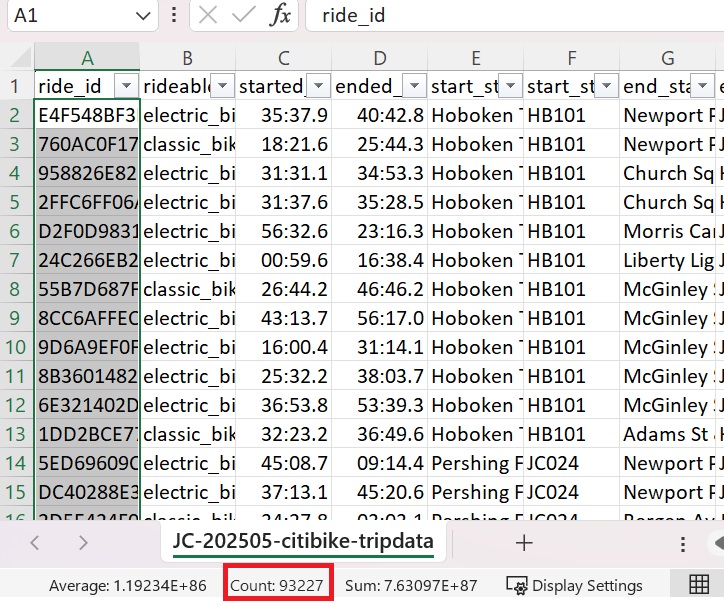 A1 fx ride_id
A B C D E F G
1 ride_id rideabl started_ ended_ start_st start_st end_sta
2 E4F548BF3 electric_bi 35:37.9 40:42.8 Hoboken HB101 Newport
3 760AC0F17 classic_bik 18:21.6 25:44.3 Hoboken HB101 Newport
4 958826E82 electric_bi 31:31.1 34:53.3 Hoboken HB101 Church Sq
5 2FFC6FF06 electric_bi 31:37.6 35:28.5 Hoboken HB101 Church Sq
6 D2F0D9831 electric_bi 56:32.6 23:16.3 Hoboken HB101 Morris Ca
7 24C266EB2 electric_bi 00:59.6 16:38.4 Hoboken HB101 Liberty Lig
8 55B7D687F classic_bik 26:44.2 46:46.2 Hoboken HB101 McGinley
9 8CC6AFFEC electric_bi 43:13.7 56:17.0 Hoboken HB101 McGinley
10 9D6A9EF0F electric_bi 16:00.4 31:14.1 Hoboken HB101 McGinley
11 8B3601482 electric_bi 25:32.2 38:03.7 Hoboken HB101 McGinley
12 6E321402D electric_bi 36:53.8 53:39.3 Hoboken HB101 McGinley
13 1DD2BCE7 classic_bik 32:23.2 36:49.6 Hoboken HB101 Adams St
14 5ED69609C electric_bi 45:08.7 09:14.4 Pershing F JC024 Newport
15 DC40288E3 electric_bi 37:13.1 45:20.6 Pershing F JC024 Newport
JC-202505-citibike-tripdata
Average: 1.19234E+86 Count: 93227 Sum: 7.63097E+87 Display Settings